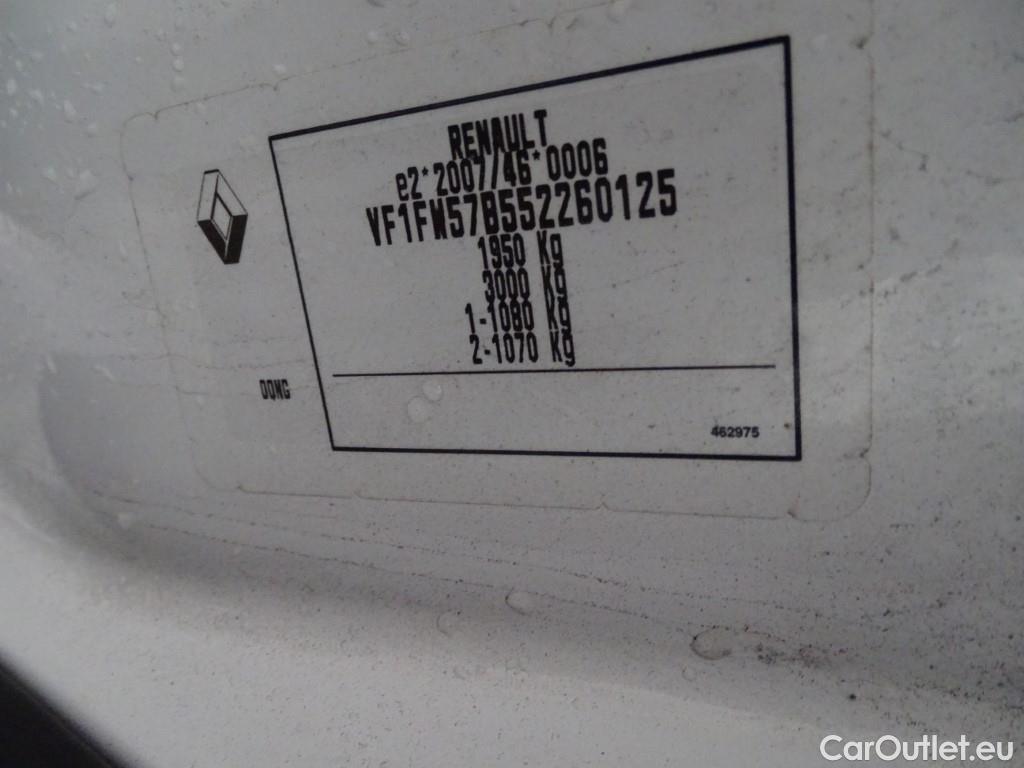 RENAULT
e2*2007/46*0006
VF1FW57B552260125
1950 Kg
3000 Kg
1-1080 Kg
2-1070 Kg
DQNG
462975
CarOutlet.eu